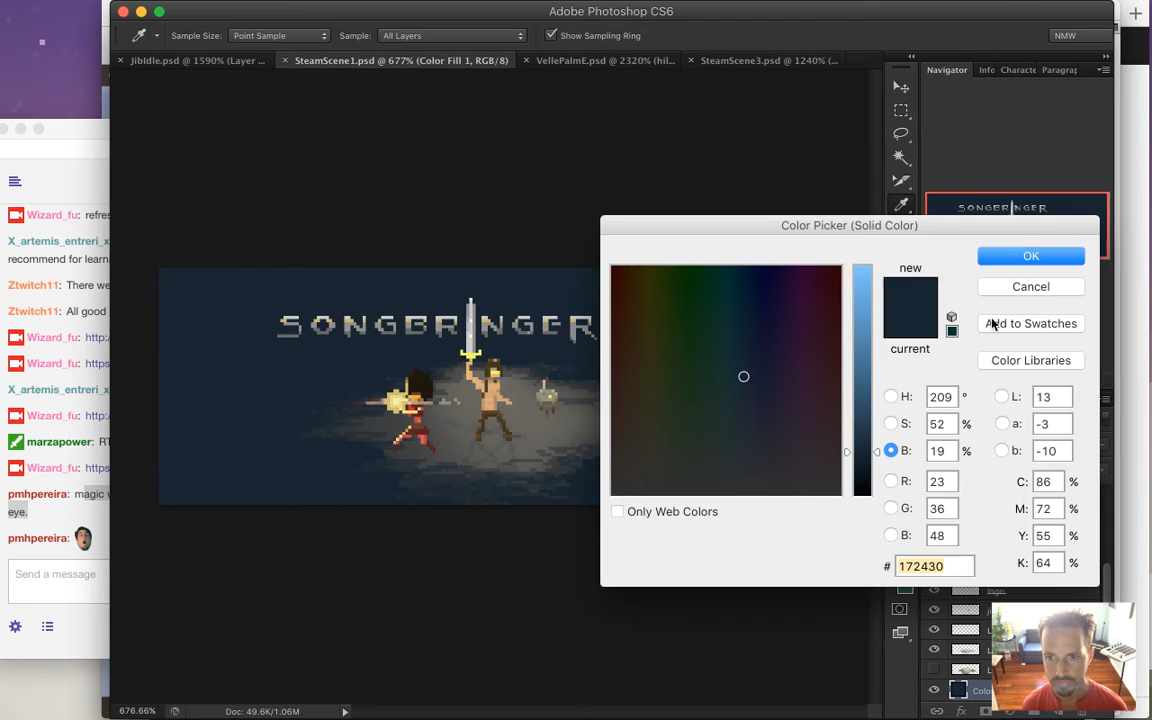 Adobe Photoshop CS6
Sample Size: Point Sample Sample: All Layers Show Sampling Ring NMW
JibIdle.psd @ 1590% (Layer ... SteamScene1.psd @ 677% (Color Fill 1, RGB/8) VellePalmE.psd @ 2320% (hil... SteamScene3.psd @ 1240% (...
Navigator Info Characte Paragrap
Wizard_fu: refres
X_artemis_entreri_x
recommend for learn
Ztwitch11: There we
Ztwitch11: All good
Wizard_fu: http:/
Wizard_fu: https
X_artemis_entreri_x
Wizard_fu: http:/
marzapower: RT
Wizard_fu: https
pmhpereira: magic w
eye.
pmhpereira:
Send a message
SONGBRINGER
SONGBRINGER
Color Picker (Solid Color)
new
current
OK
Cancel
Add to Swatches
Color Libraries
H: 209 ° L: 13
S: 52 % a: -3
B: 19 % b: -10
R: 23 C: 86 %
G: 36 M: 72 %
B: 48 Y: 55 %
# 172430 K: 64 %
Only Web Colors
logo
Colo
676.66% Doc: 49.6K/1.06M
fx